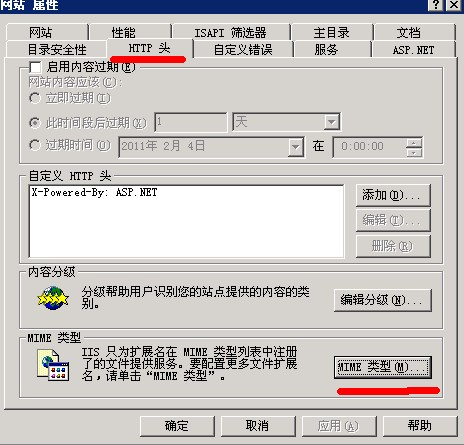 网站 属性
网站 性能 ISAPI 筛选器 主目录 文档
目录安全性 HTTP 头 自定义错误 服务 ASP.NET
启用内容过期(E)
网站内容应该(C):
立即过期(I)
此时间段后过期(X) 1 天
过期时间(O) 2011年 2月 4日 在 0:00:00
自定义 HTTP 头
X-Powered-By: ASP.NET
添加(D)...
编辑(T)...
删除(R)
内容分级
分级帮助用户识别您的站点提供的内容的类
别。
编辑分级(N)...
MIME 类型
IIS 只为扩展名在 MIME 类型列表中注册
了的文件提供服务。要配置更多文件扩展
名,请单击“MIME 类型”。
MIME 类型(M)...
确定 取消 应用(A) 帮助